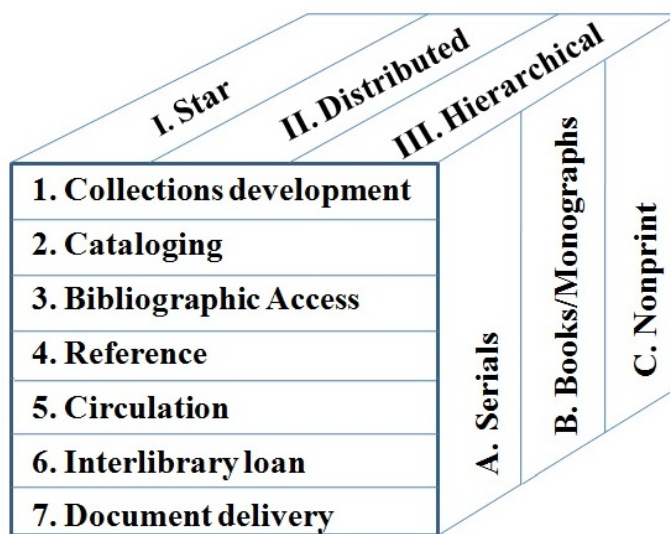 I. Star
II. Distributed
III. Hierarchical
1. Collections development
2. Cataloging
3. Bibliographic Access
4. Reference
5. Circulation
6. Interlibrary loan
7. Document delivery
A. Serials
B. Books/Monographs
C. Nonprint